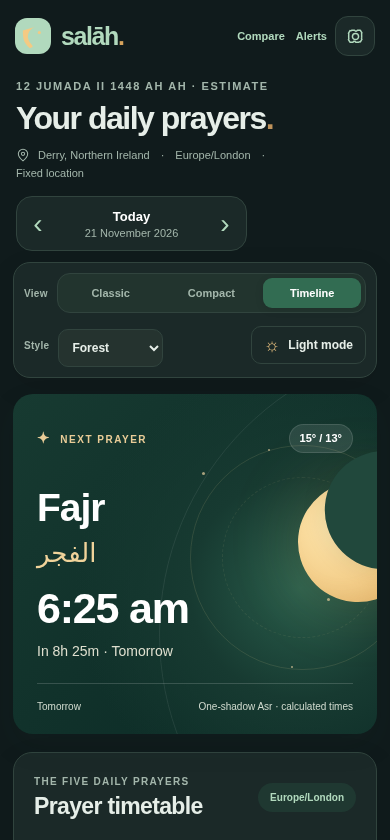 salāh.
Compare Alerts
12 JUMADA II 1448 AH AH · ESTIMATE
Your daily prayers.
Derry, Northern Ireland · Europe/London ·
Fixed location
‹ Today ›
21 November 2026
View Classic Compact Timeline
Style Forest Light mode
NEXT PRAYER 15° / 13°
Fajr
الفجر
6:25 am
In 8h 25m · Tomorrow
Tomorrow One-shadow Asr · calculated times
THE FIVE DAILY PRAYERS
Prayer timetable
Europe/London